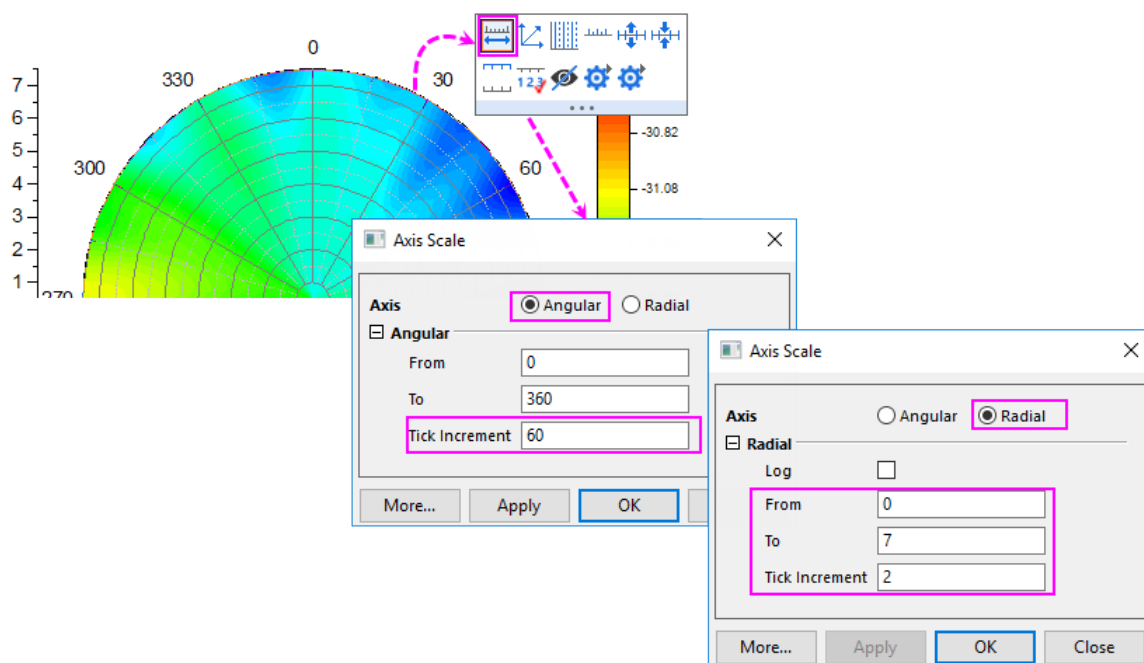 0
330
30
300
60
270
7
6
5
4
3
2
1
123
-30.82
-31.08
Axis Scale
Axis Angular Radial
Angular
From 0
To 360
Tick Increment 60
More... Apply OK
Axis Scale
Axis Angular Radial
Radial
Log
From 0
To 7
Tick Increment 2
More... Apply OK Close